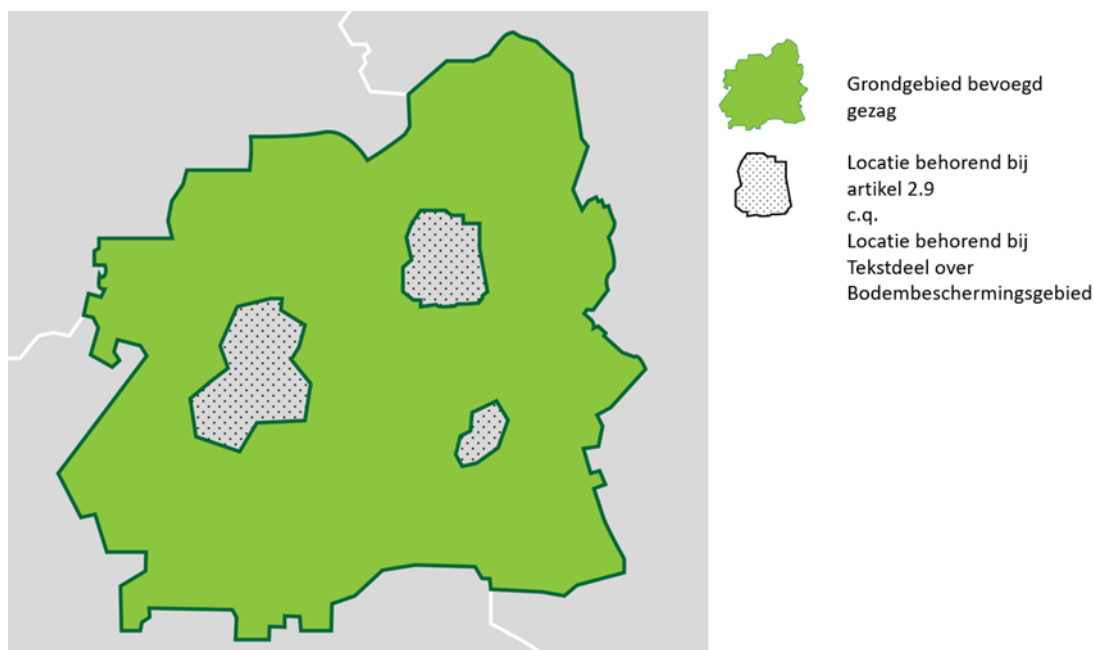 Grondgebied bevoegd
gezag
Locatie behorend bij
artikel 2.9
c.q.
Locatie behorend bij
Tekstdeel over
Bodembeschermingsgebied